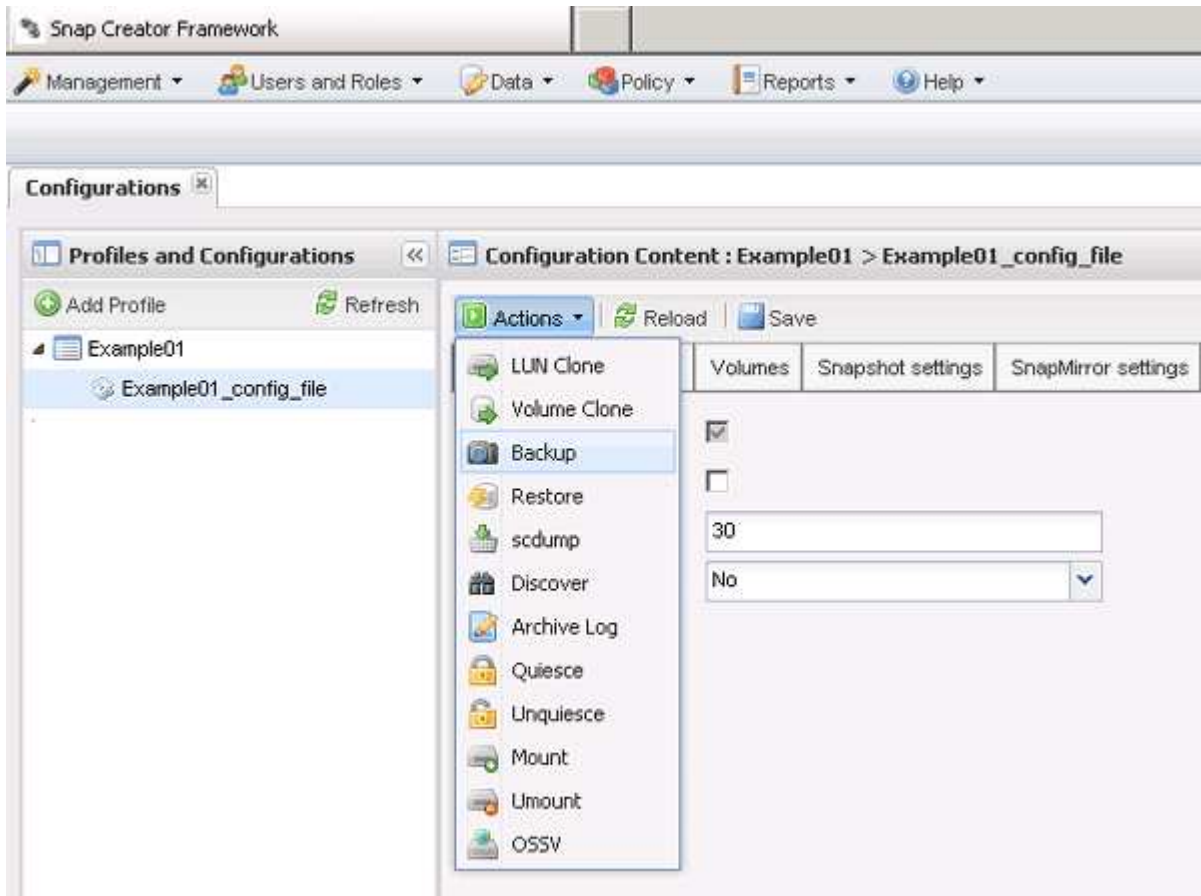 Snap Creator Framework
Management Users and Roles Data Policy Reports Help
Configurations
Profiles and Configurations
Add Profile Refresh
Example01
Example01_config_file
Configuration Content : Example01 > Example01_config_file
Actions Reload Save
Volumes Snapshot settings SnapMirror settings
LUN Clone
Volume Clone
Backup
Restore
scdump
Discover
Archive Log
Quiesce
Unquiesce
Mount
Umount
OSSV
30
No